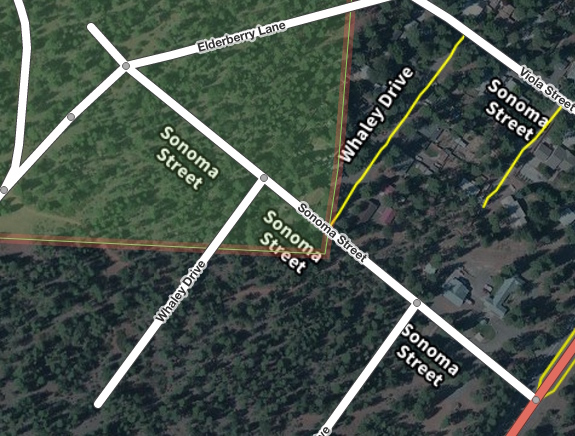 Elderberry Lane
Whaley Drive
Viola Street
Sonoma
Street
Sonoma
Street
Sonoma Street
Sonoma
Street
Whaley Drive
Sonoma
Street